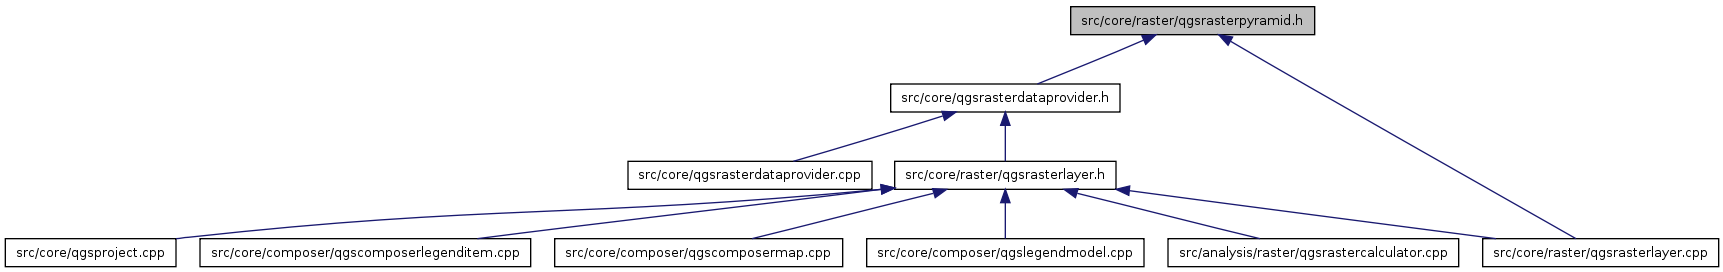 src/core/raster/qgsrasterpyramid.h
src/core/qgsrasterdataprovider.h
src/core/qgsrasterdataprovider.cpp
src/core/raster/qgsrasterlayer.h
src/core/qgsproject.cpp
src/core/composer/qgscomposerlegenditem.cpp
src/core/composer/qgscomposermap.cpp
src/core/composer/qgslegendmodel.cpp
src/analysis/raster/qgsrastercalculator.cpp
src/core/raster/qgsrasterlayer.cpp